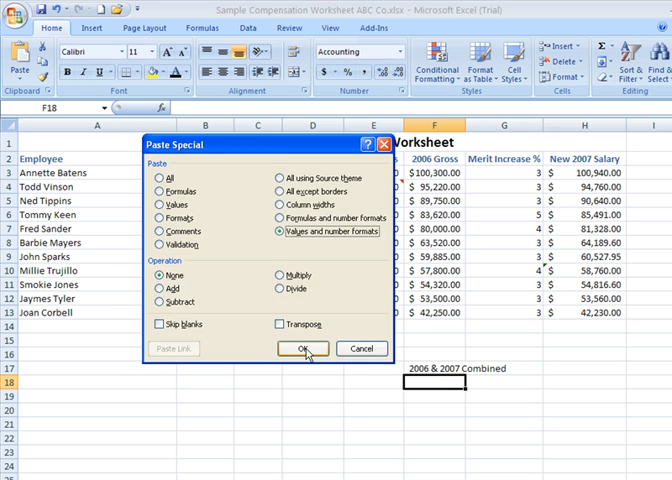 Sample Compensation Worksheet ABC Co.xlsx - Microsoft Excel (Trial)
Home Insert Page Layout Formulas Data Review View Add-Ins
Calibri 11 A A Accounting Insert Σ
Paste Conditional Formatting Format as Table Cell Styles Delete Sort & Filter Find & Select
B I U A $ % , Format
Clipboard Font Alignment Number Styles Cells Editing
F18 fx
A B C D E F G H I
1 Worksheet
2 Employee 2006 Gross Merit Increase % New 2007 Salary
3 Annette Batens $100,300.00 3 $ 100,940.00
4 Todd Vinson $ 95,220.00 3 $ 94,760.00
5 Ned Tippins $ 89,750.00 3 $ 90,640.00
6 Tommy Keen $ 83,620.00 5 $ 85,491.00
7 Fred Sander $ 80,000.00 4 $ 81,328.00
8 Barbie Mayers $ 63,520.00 3 $ 64,189.60
9 John Sparks $ 59,885.00 3 $ 60,527.95
10 Millie Trujillo $ 57,800.00 4 $ 58,760.00
11 Smokie Jones $ 54,320.00 3 $ 54,816.60
12 Jaymes Tyler $ 53,500.00 3 $ 53,560.00
13 Joan Corbell $ 42,250.00 3 $ 42,230.00
14
15
16
17 2006 & 2007 Combined
18
19
20
21
22
23
24
25
Paste Special
Paste
All All using Source theme
Formulas All except borders
Values Column widths
Formats Formulas and number formats
Comments Values and number formats
Validation
Operation
None Multiply
Add Divide
Subtract
Skip blanks Transpose
Paste Link OK Cancel